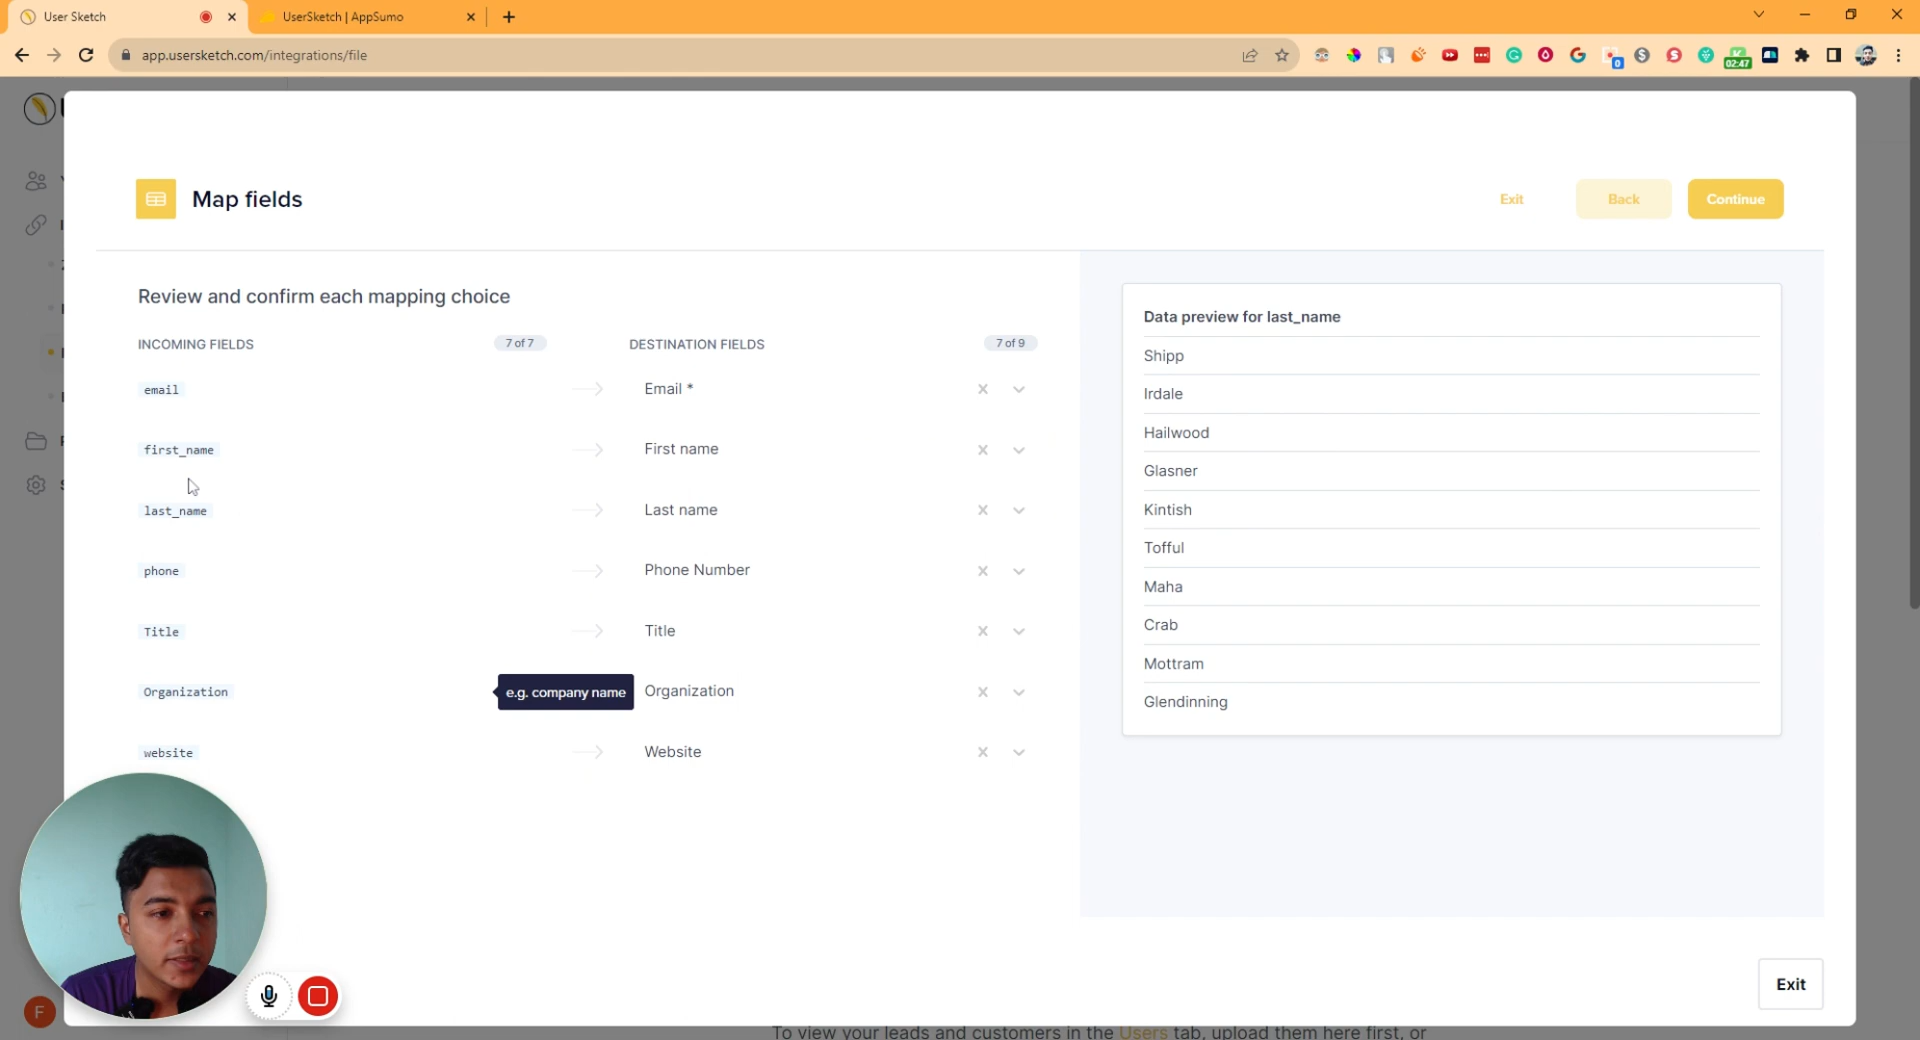 User Sketch
UserSketch | AppSumo
app.usersketch.com/integrations/file
0
02:47
Map fields
Exit
Back
Continue
Review and confirm each mapping choice
INCOMING FIELDS
7 of 7
DESTINATION FIELDS
7 of 9
email
Email *
first_name
First name
last_name
Last name
phone
Phone Number
Title
Title
Organization
e.g. company name
Organization
website
Website
Data preview for last_name
Shipp
Irdale
Hailwood
Glasner
Kintish
Tofful
Maha
Crab
Mottram
Glendinning
Exit
F
To view your leads and customers in the Users tab, upload them here first, or